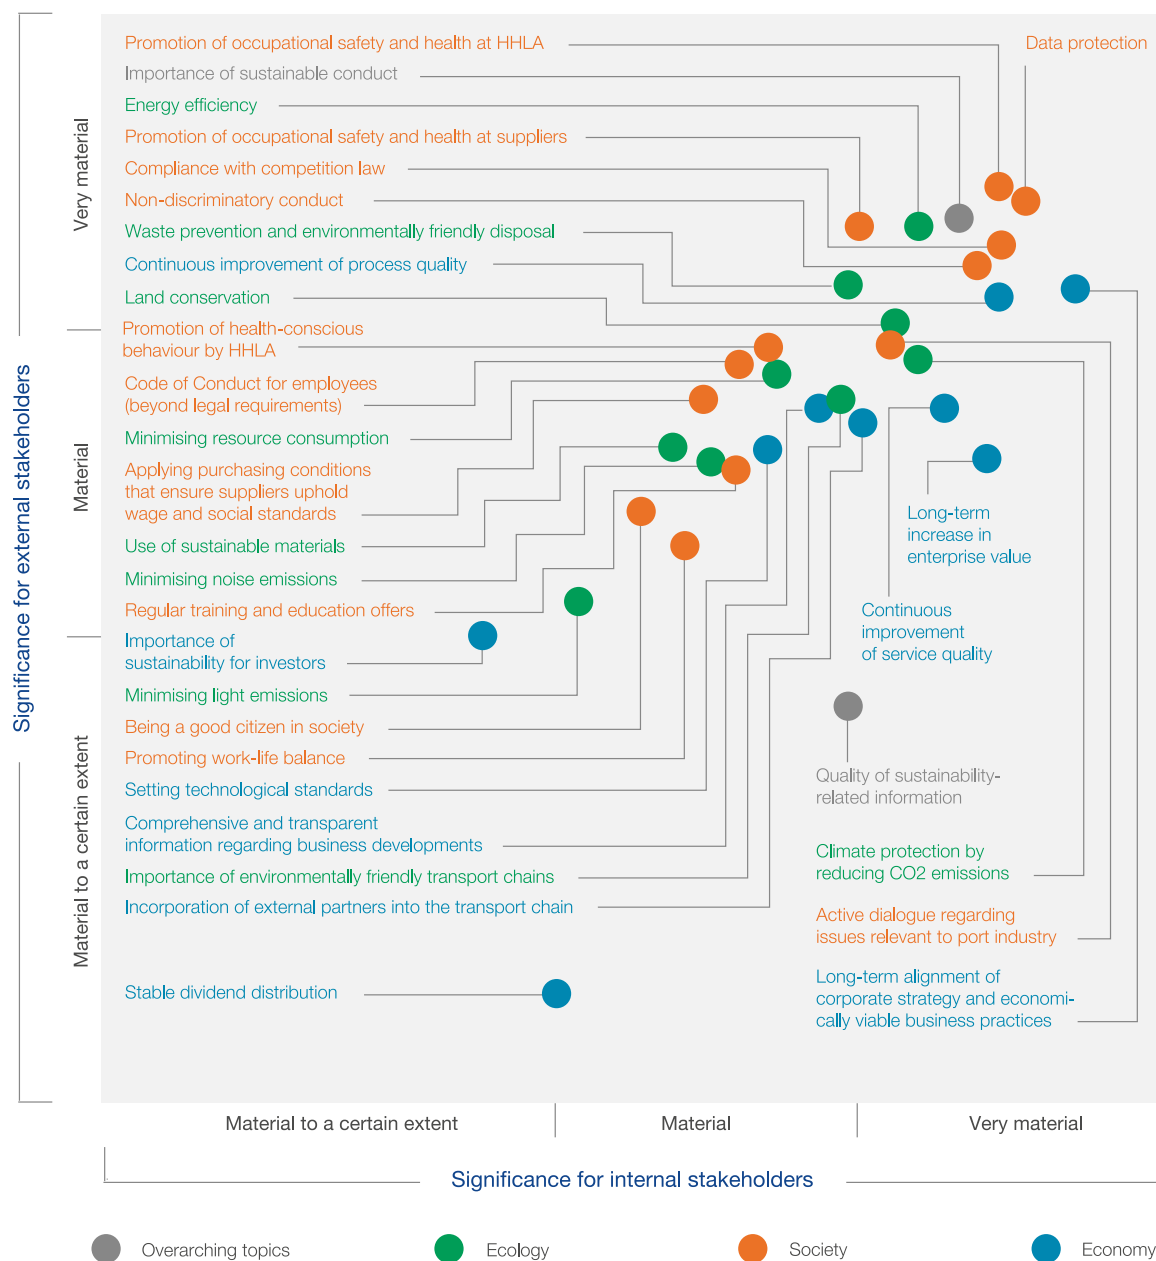 Promotion of occupational safety and health at HHLA
Data protection
Importance of sustainable conduct
Energy efficiency
Promotion of occupational safety and health at suppliers
Compliance with competition law
Non-discriminatory conduct
Waste prevention and environmentally friendly disposal
Continuous improvement of process quality
Land conservation
Promotion of health-conscious
behaviour by HHLA
Code of Conduct for employees
(beyond legal requirements)
Minimising resource consumption
Applying purchasing conditions
that ensure suppliers uphold
wage and social standards
Use of sustainable materials
Minimising noise emissions
Regular training and education offers
Importance of
sustainability for investors
Minimising light emissions
Being a good citizen in society
Promoting work-life balance
Setting technological standards
Comprehensive and transparent
information regarding business developments
Importance of environmentally friendly transport chains
Incorporation of external partners into the transport chain
Stable dividend distribution
Long-term
increase in
enterprise value
Continuous
improvement
of service quality
Quality of sustainability-
related information
Climate protection by
reducing CO2 emissions
Active dialogue regarding
issues relevant to port industry
Long-term alignment of
corporate strategy and economi-
cally viable business practices
Significance for external stakeholders
Very material
Material
Material to a certain extent
Material to a certain extent
Material
Very material
Significance for internal stakeholders
Overarching topics
Ecology
Society
Economy